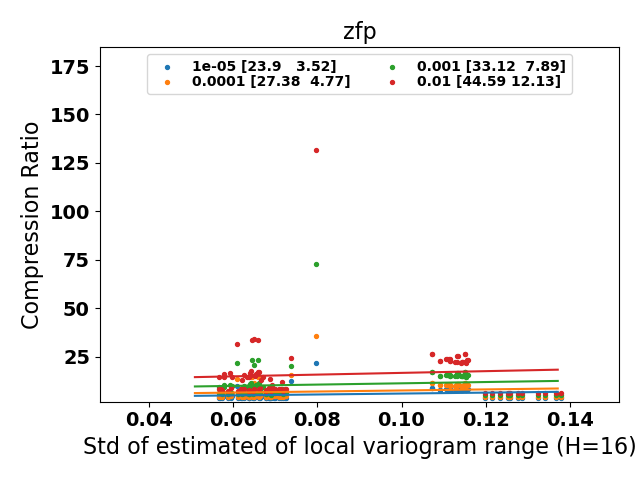 zfp
1e-05 [23.9   3.52]
0.0001 [27.38  4.77]
0.001 [33.12  7.89]
0.01 [44.59 12.13]
Compression Ratio
175
150
125
100
75
50
25
0.04 0.06 0.08 0.10 0.12 0.14
Std of estimated of local variogram range (H=16)